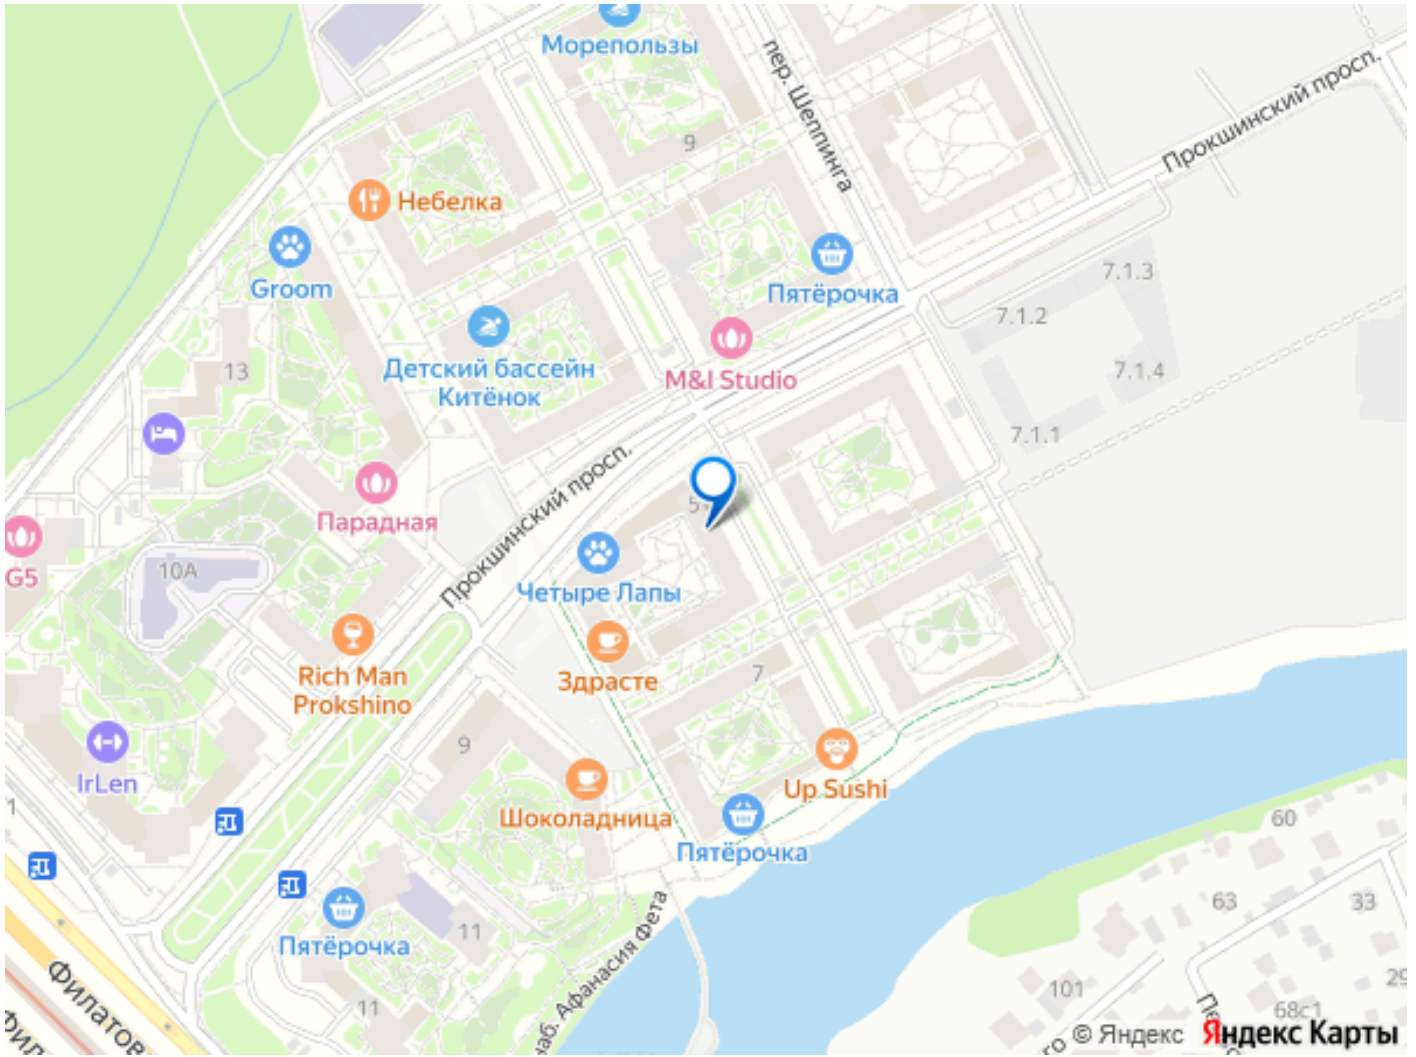 Морепользы
пер. Шеппинга
Прокшинский просп.
9
Небелка
Groom
Пятёрочка
7.1.3
7.1.2
M&I Studio
Детский бассейн
Китёнок
13
7.1.4
7.1.1
Прокшинский просп.
Парадная
G5
10А
Четыре Лапы
Rich Man
Prokshino
Здрасте
7
9
IrLen
Up Sushi
1
Шоколадница
Пятёрочка
60
63
33
Пятёрочка
11
11
наб. Афанасия Фета
101
29
68с1
© Яндекс
Яндекс Карты